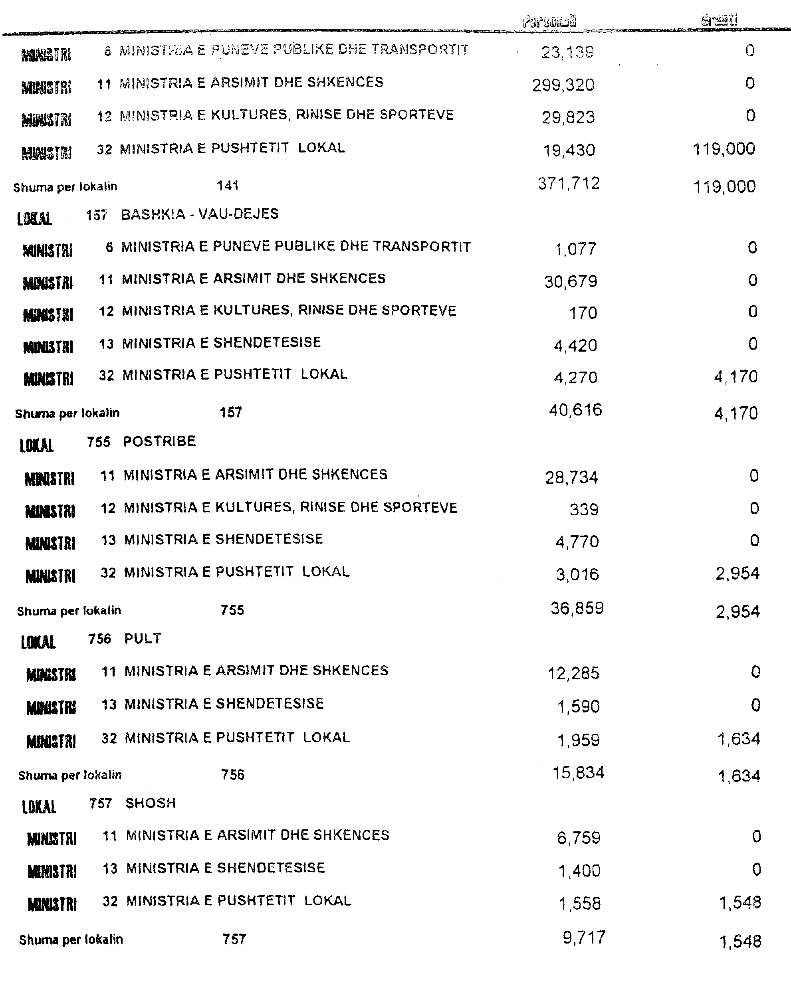 Personali Granti
MINISTRI 6 MINISTRIA E PUNEVE PUBLIKE DHE TRANSPORTIT 23,139 0
MINISTRI 11 MINISTRIA E ARSIMIT DHE SHKENCES 299,320 0
MINISTRI 12 MINISTRIA E KULTURES, RINISE DHE SPORTEVE 29,823 0
MINISTRI 32 MINISTRIA E PUSHTETIT LOKAL 19,430 119,000
Shuma per lokalin 141 371,712 119,000
LOKAL 157 BASHKIA - VAU-DEJES
MINISTRI 6 MINISTRIA E PUNEVE PUBLIKE DHE TRANSPORTIT 1,077 0
MINISTRI 11 MINISTRIA E ARSIMIT DHE SHKENCES 30,679 0
MINISTRI 12 MINISTRIA E KULTURES, RINISE DHE SPORTEVE 170 0
MINISTRI 13 MINISTRIA E SHENDETESISE 4,420 0
MINISTRI 32 MINISTRIA E PUSHTETIT LOKAL 4,270 4,170
Shuma per lokalin 157 40,616 4,170
LOKAL 755 POSTRIBE
MINISTRI 11 MINISTRIA E ARSIMIT DHE SHKENCES 28,734 0
MINISTRI 12 MINISTRIA E KULTURES, RINISE DHE SPORTEVE 339 0
MINISTRI 13 MINISTRIA E SHENDETESISE 4,770 0
MINISTRI 32 MINISTRIA E PUSHTETIT LOKAL 3,016 2,954
Shuma per lokalin 755 36,859 2,954
LOKAL 756 PULT
MINISTRI 11 MINISTRIA E ARSIMIT DHE SHKENCES 12,285 0
MINISTRI 13 MINISTRIA E SHENDETESISE 1,590 0
MINISTRI 32 MINISTRIA E PUSHTETIT LOKAL 1,959 1,634
Shuma per lokalin 756 15,834 1,634
LOKAL 757 SHOSH
MINISTRI 11 MINISTRIA E ARSIMIT DHE SHKENCES 6,759 0
MINISTRI 13 MINISTRIA E SHENDETESISE 1,400 0
MINISTRI 32 MINISTRIA E PUSHTETIT LOKAL 1,558 1,548
Shuma per lokalin 757 9,717 1,548